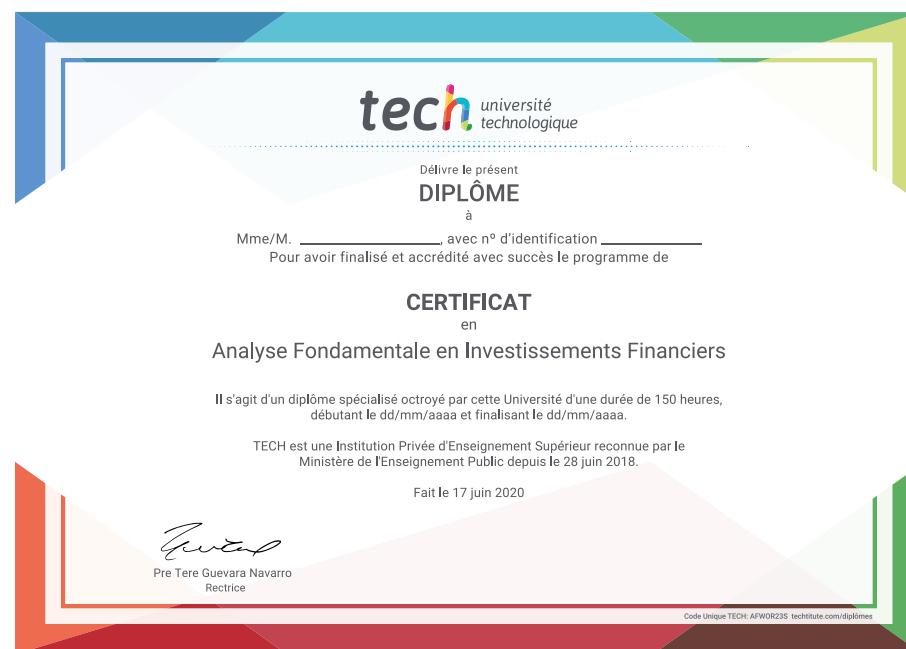 tech université
technologique
Délivre le présent
DIPLÔME
à
Mme/M. ____________________, avec nº d'identification ______________
Pour avoir finalisé et accrédité avec succès le programme de
CERTIFICAT
en
Analyse Fondamentale en Investissements Financiers
Il s'agit d'un diplôme spécialisé octroyé par cette Université d'une durée de 150 heures,
débutant le dd/mm/aaaa et finalisant le dd/mm/aaaa.
TECH est une Institution Privée d'Enseignement Supérieur reconnue par le
Ministère de l'Enseignement Public depuis le 28 juin 2018.
Fait le 17 juin 2020
Pre Tere Guevara Navarro
Rectrice
Code Unique TECH: AFWOR23S techtitute.com/diplômes